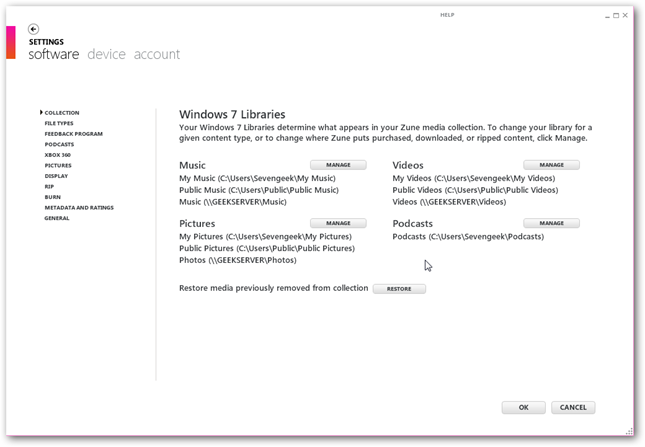 HELP
SETTINGS
software device account
COLLECTION
FILE TYPES
FEEDBACK PROGRAM
PODCASTS
XBOX 360
PICTURES
DISPLAY
RIP
BURN
METADATA AND RATINGS
GENERAL
Windows 7 Libraries
Your Windows 7 Libraries determine what appears in your Zune media collection. To change your library for a
given content type, or to change where Zune puts purchased, downloaded, or ripped content, click Manage.
Music MANAGE
My Music (C:\Users\Sevengeek\My Music)
Public Music (C:\Users\Public\Public Music)
Music (\\GEEKSERVER\Music)
Videos MANAGE
My Videos (C:\Users\Sevengeek\My Videos)
Public Videos (C:\Users\Public\Public Videos)
Videos (\\GEEKSERVER\Videos)
Pictures MANAGE
My Pictures (C:\Users\Sevengeek\My Pictures)
Public Pictures (C:\Users\Public\Public Pictures)
Photos (\\GEEKSERVER\Photos)
Podcasts MANAGE
Podcasts (C:\Users\Sevengeek\Podcasts)
Restore media previously removed from collection RESTORE
OK CANCEL